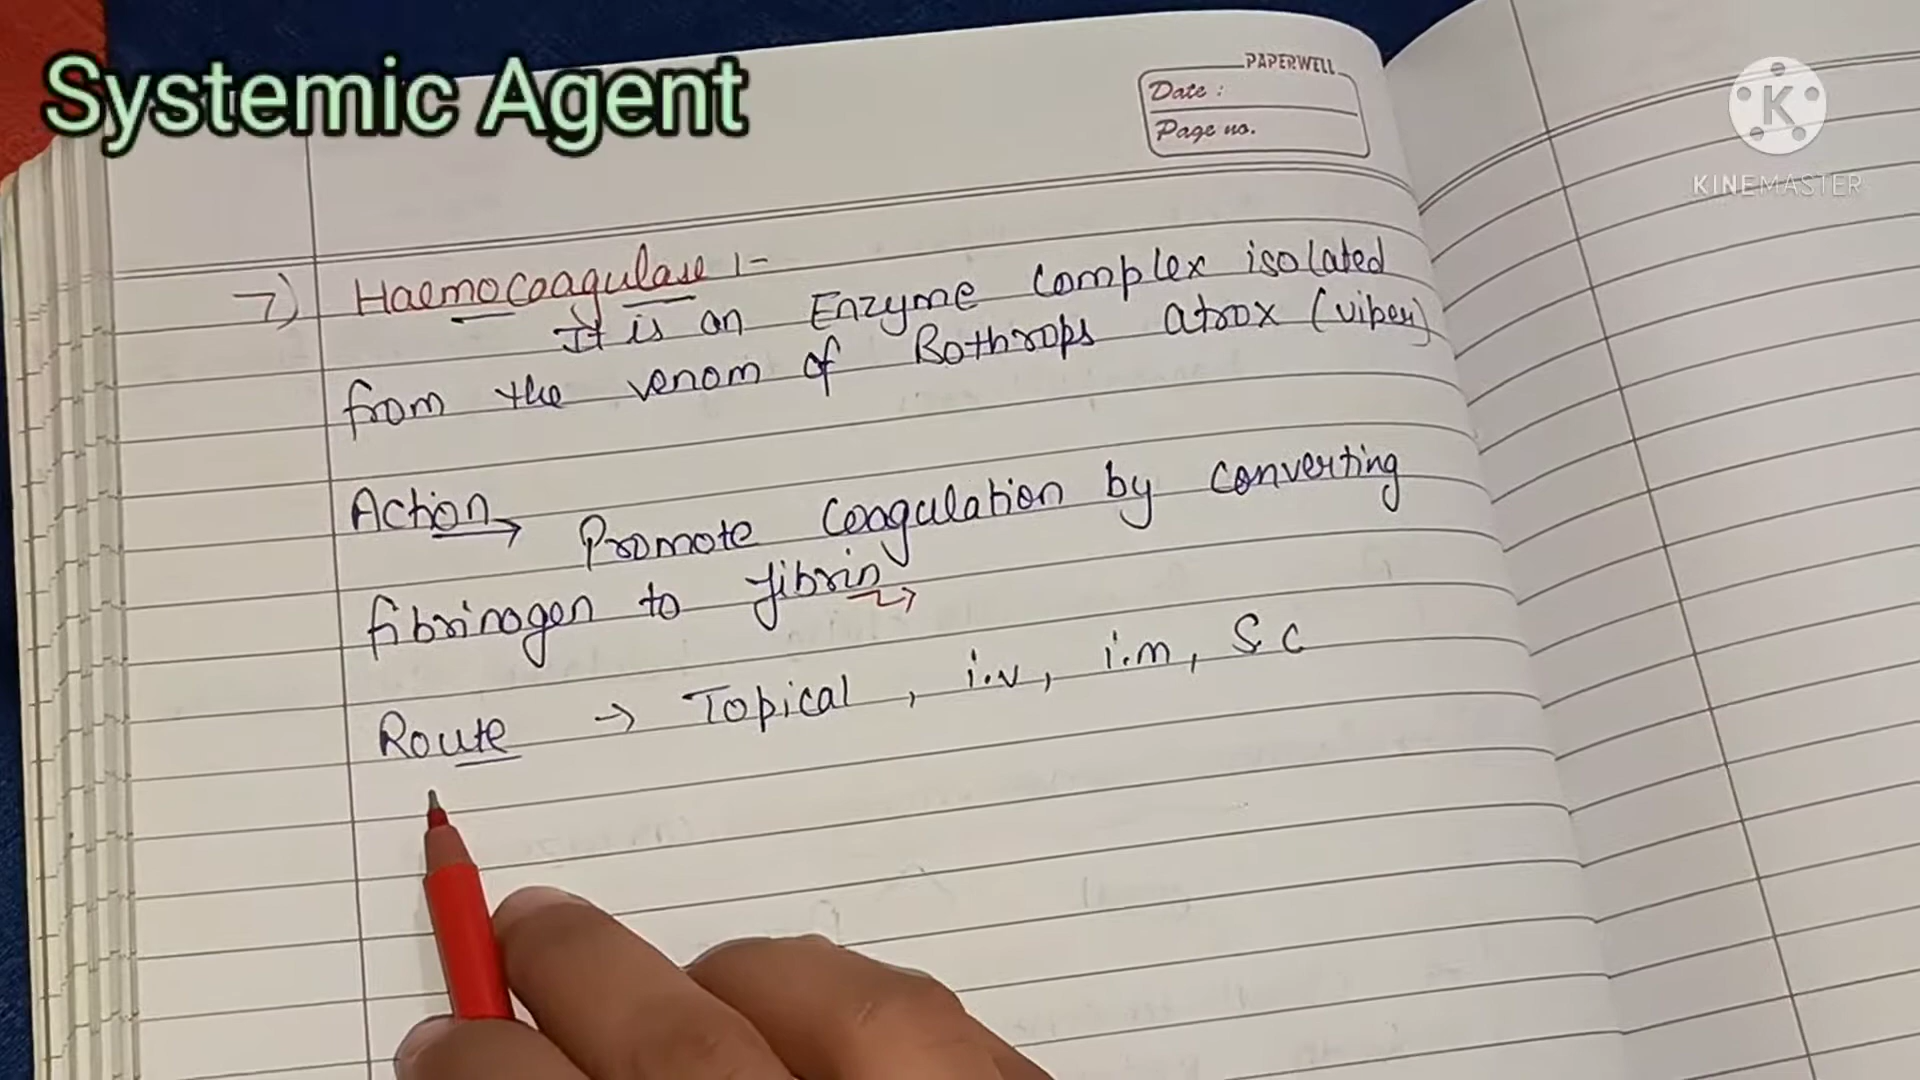 Systemic Agent
PAPERWELL
Date :
Page no.
KINEMASTER
7) Haemocoagulase :-
It is an Enzyme complex isolated
from the venom of Bothrops atrox (viper)
Action → Promote Coagulation by converting
fibrinogen to fibrin
Route → Topical, i.v, i.m, S C